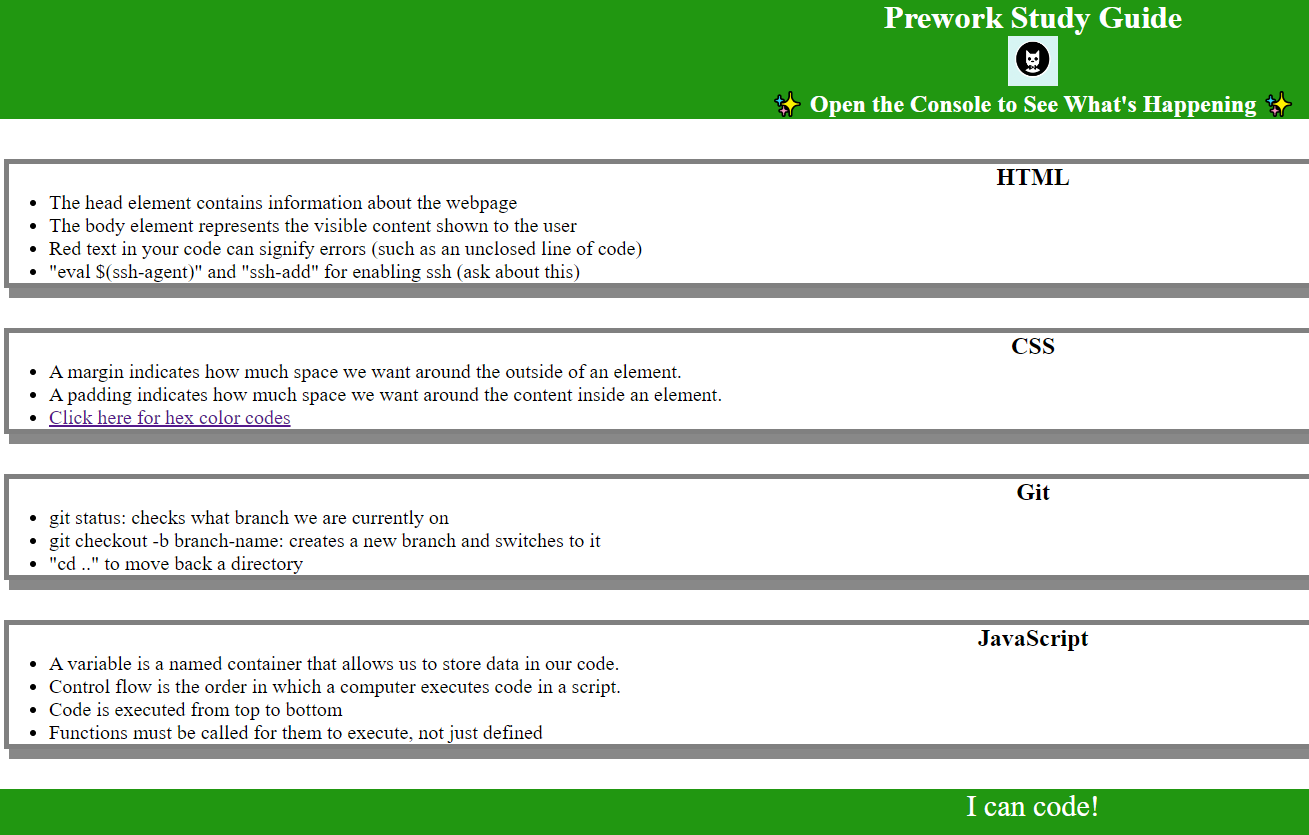 Prework Study Guide
✨ Open the Console to See What's Happening ✨
HTML
• The head element contains information about the webpage
• The body element represents the visible content shown to the user
• Red text in your code can signify errors (such as an unclosed line of code)
• "eval $(ssh-agent)" and "ssh-add" for enabling ssh (ask about this)
CSS
• A margin indicates how much space we want around the outside of an element.
• A padding indicates how much space we want around the content inside an element.
• Click here for hex color codes
Git
• git status: checks what branch we are currently on
• git checkout -b branch-name: creates a new branch and switches to it
• "cd .." to move back a directory
JavaScript
• A variable is a named container that allows us to store data in our code.
• Control flow is the order in which a computer executes code in a script.
• Code is executed from top to bottom
• Functions must be called for them to execute, not just defined
I can code!